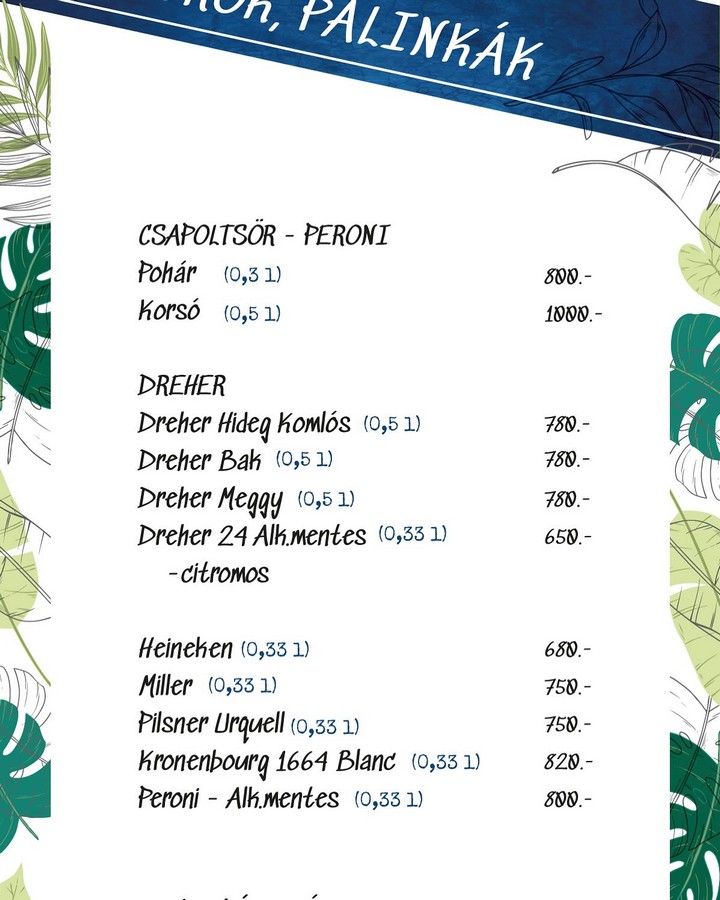 PÁLINKÁK
CSAPOLTSÖR - PERONI
Pohár (0,3 l) 800.-
Korsó (0,5 l) 1000.-
DREHER
Dreher Hideg Komlós (0,5 l) 780.-
Dreher Bak (0,5 l) 780.-
Dreher Meggy (0,5 l) 780.-
Dreher 24 Alk.mentes (0,33 l) 650.-
-citromos
Heineken (0,33 l) 680.-
Miller (0,33 l) 750.-
Pilsner Urquell (0,33 l) 750.-
Kronenbourg 1664 Blanc (0,33 l) 820.-
Peroni - Alk.mentes (0,33 l) 800.-